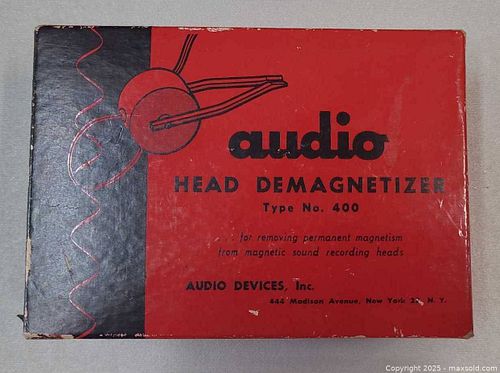 audio
HEAD DEMAGNETIZER
Type No. 400
... for removing permanent magnetism
from magnetic sound recording heads
AUDIO DEVICES, Inc.
444 Madison Avenue, New York N. Y.
Copyright 2025 - maxsold.com